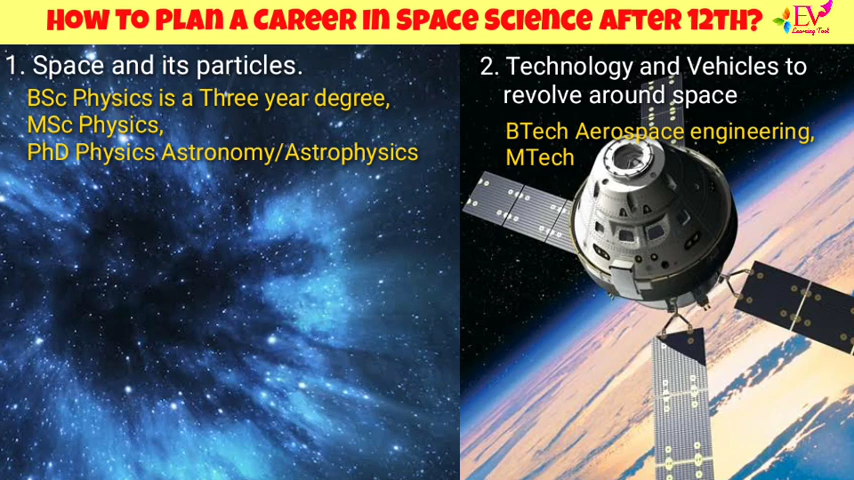 HOW TO PLAN A CAREER IN SPACE SCIENCE AFTER 12TH?
EV
Learning Tool
1. Space and its particles.
BSc Physics is a Three year degree,
MSc Physics,
PhD Physics Astronomy/Astrophysics
2. Technology and Vehicles to
revolve around space
BTech Aerospace engineering,
MTech